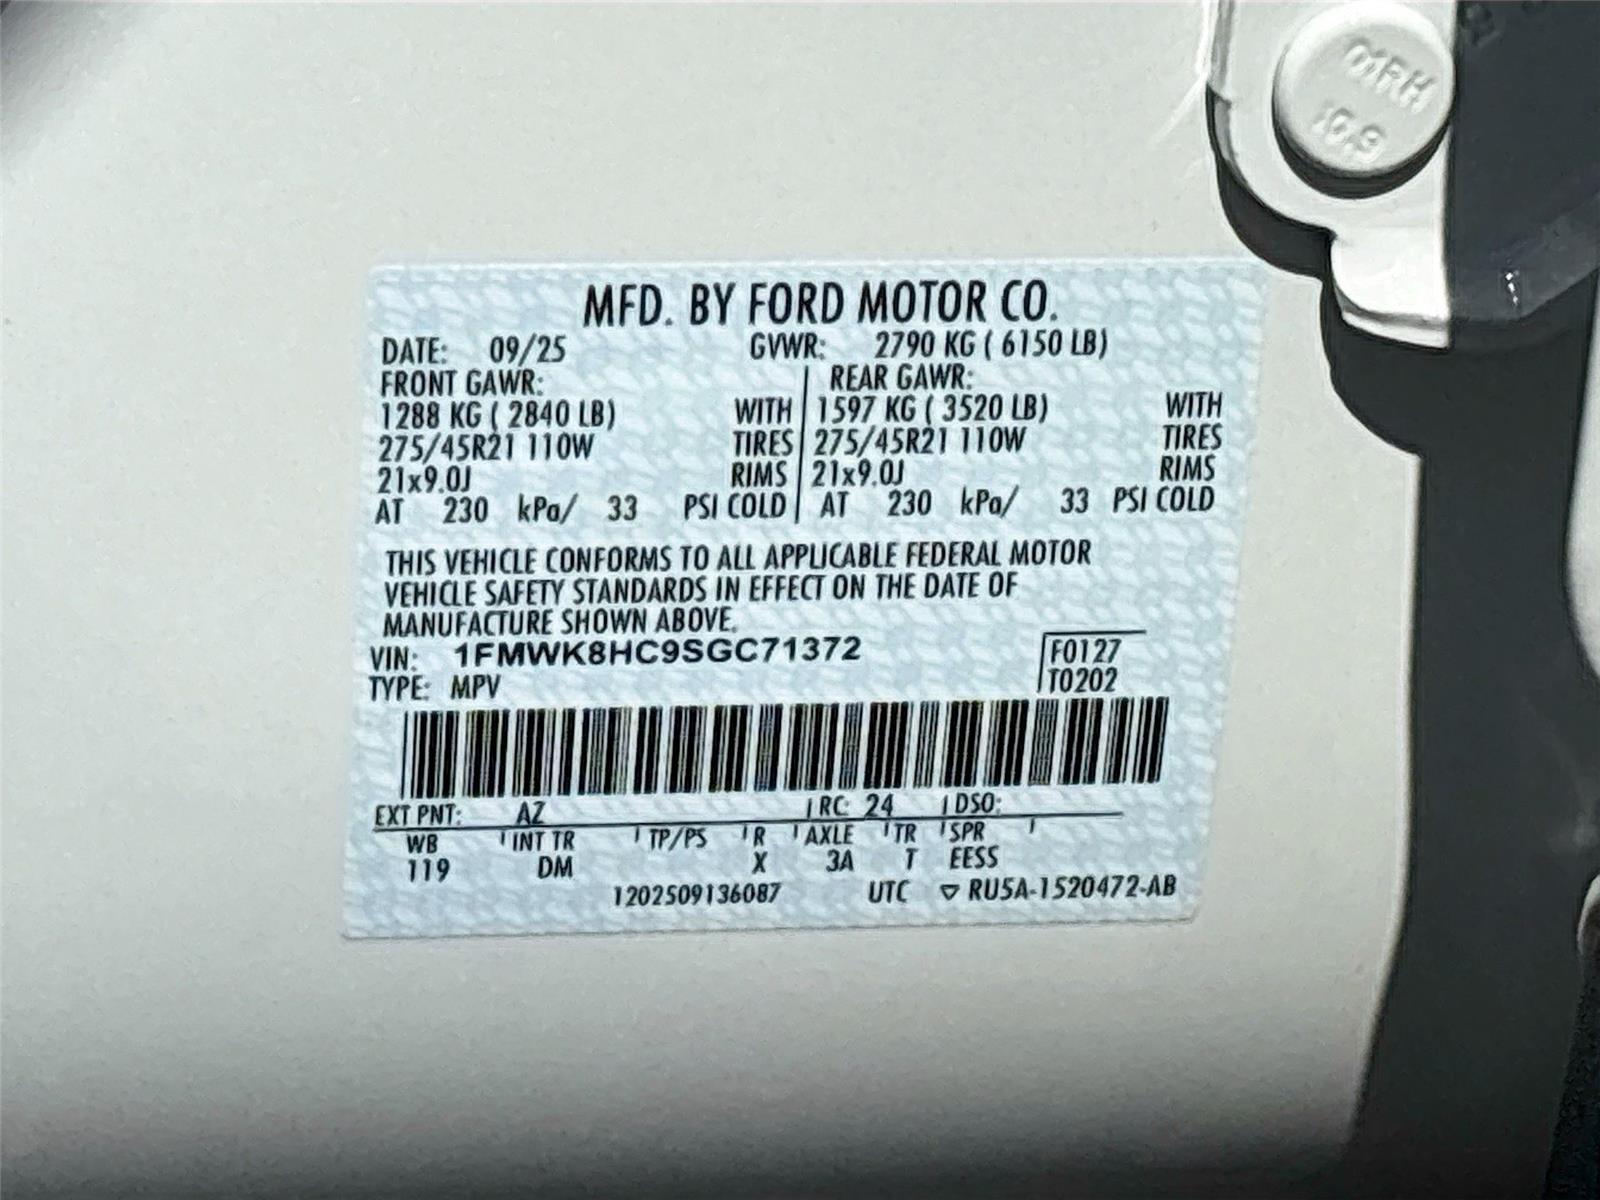 01RH
10.9
MFD. BY FORD MOTOR CO.
DATE: 09/25 GVWR: 2790 KG ( 6150 LB)
FRONT GAWR: REAR GAWR:
1288 KG ( 2840 LB) WITH 1597 KG ( 3520 LB) WITH
275/45R21 110W TIRES 275/45R21 110W TIRES
21x9.0J RIMS 21x9.0J RIMS
AT 230 kPa/ 33 PSI COLD AT 230 kPa/ 33 PSI COLD
THIS VEHICLE CONFORMS TO ALL APPLICABLE FEDERAL MOTOR
VEHICLE SAFETY STANDARDS IN EFFECT ON THE DATE OF
MANUFACTURE SHOWN ABOVE.
VIN: 1FMWK8HC9SGC71372 F0127
TYPE: MPV T0202
EXT PNT: AZ RC: 24 DSO:
WB INT TR TP/PS R AXLE TR SPR
119 DM X 3A T EESS
1202509136087 UTC ▽ RU5A-1520472-AB